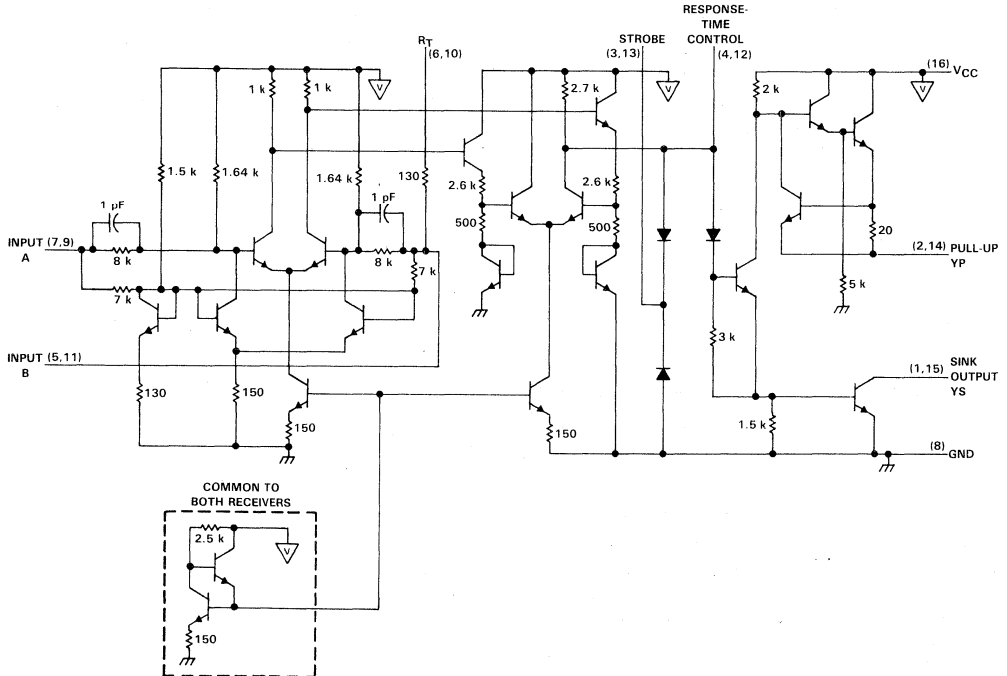 RESPONSE-
TIME
CONTROL
(4,12)
STROBE
(3,13)
RT
(6,10)
(16) VCC
V
V
V
1 k
1 k
2.7 k
2 k
1.5 k
1.64 k
1.64 k
130
2.6 k
2.6 k
1 pF
1 pF
500
500
20
INPUT (7,9)
A
8 k
8 k
7 k
7 k
(2,14) PULL-UP
YP
5 k
3 k
INPUT (5,11)
B
130
150
150
150
1.5 k
(1,15) SINK
OUTPUT
YS
(8)
GND
COMMON TO
BOTH RECEIVERS
2.5 k
V
150